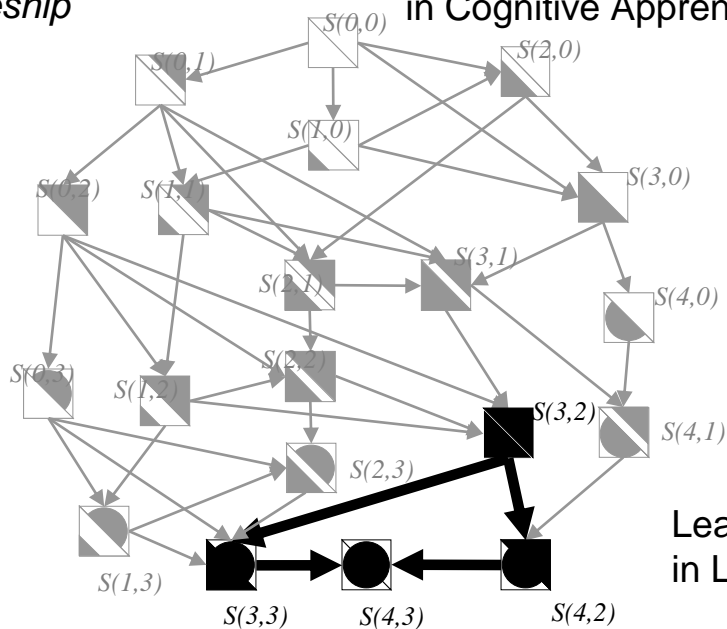 eship
in Cognitive Appren
S(0,0)
S(0,1)
S(2,0)
S(1,0)
S(0,2)
S(1,1)
S(3,0)
S(3,1)
S(2,1)
S(4,0)
S(2,2)
S(0,3)
S(1,2)
S(3,2)
S(4,1)
S(2,3)
Lea
in L
S(1,3)
S(3,3)
S(4,3)
S(4,2)